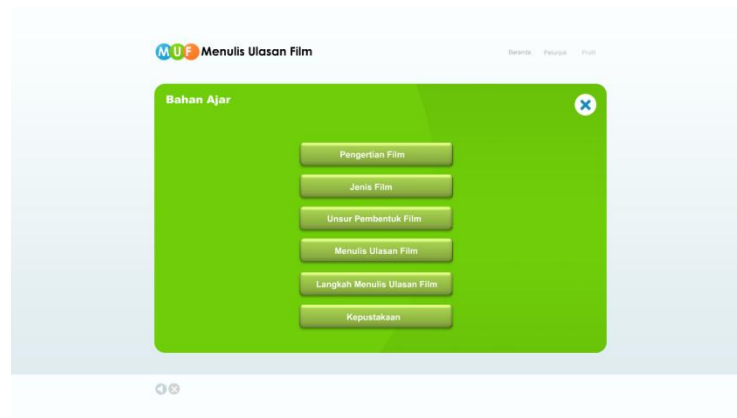 MUF Menulis Ulasan Film
Beranda Petunjuk Profil
Bahan Ajar
Pengertian Film
Jenis Film
Unsur Pembentuk Film
Menulis Ulasan Film
Langkah Menulis Ulasan Film
Kepustakaan